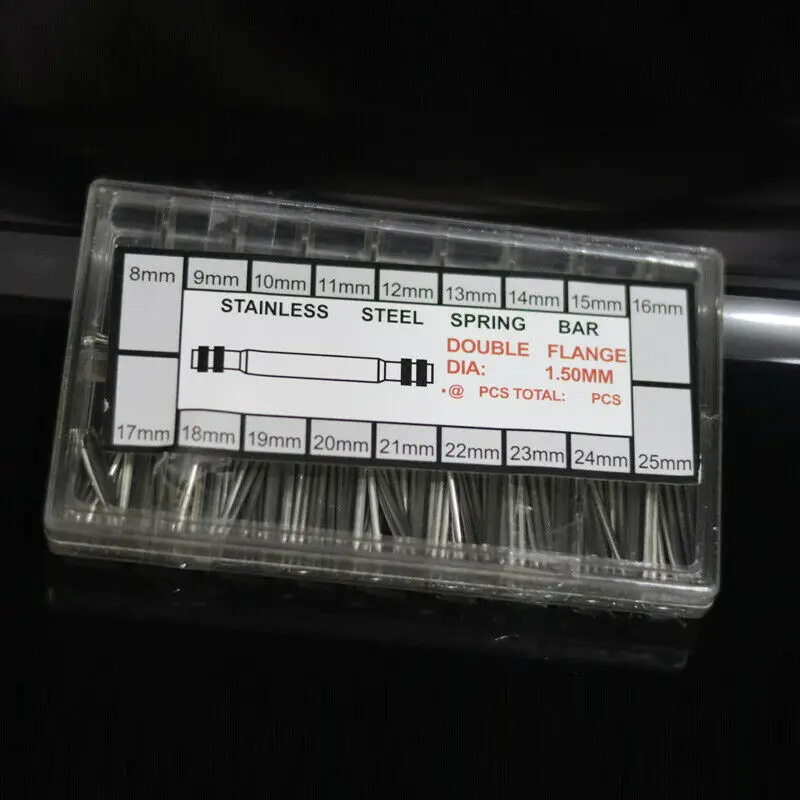 8mm 9mm 10mm 11mm 12mm 13mm 14mm 15mm 16mm
STAINLESS STEEL SPRING BAR
DOUBLE FLANGE
DIA: 1.50MM
·@ PCS TOTAL: PCS
17mm 18mm 19mm 20mm 21mm 22mm 23mm 24mm 25mm